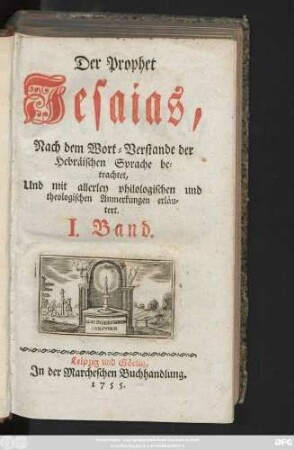 Der Prophet
Jesaias,
Nach dem Wort-Verstande der
Hebräischen Sprache be-
trachtet,
Und mit allerley philologischen und
theologischen Anmerkungen erläu-
tert.
I. Band.
Leipzig und Görlitz,
In der Marcheschen Buchhandlung.
1755.